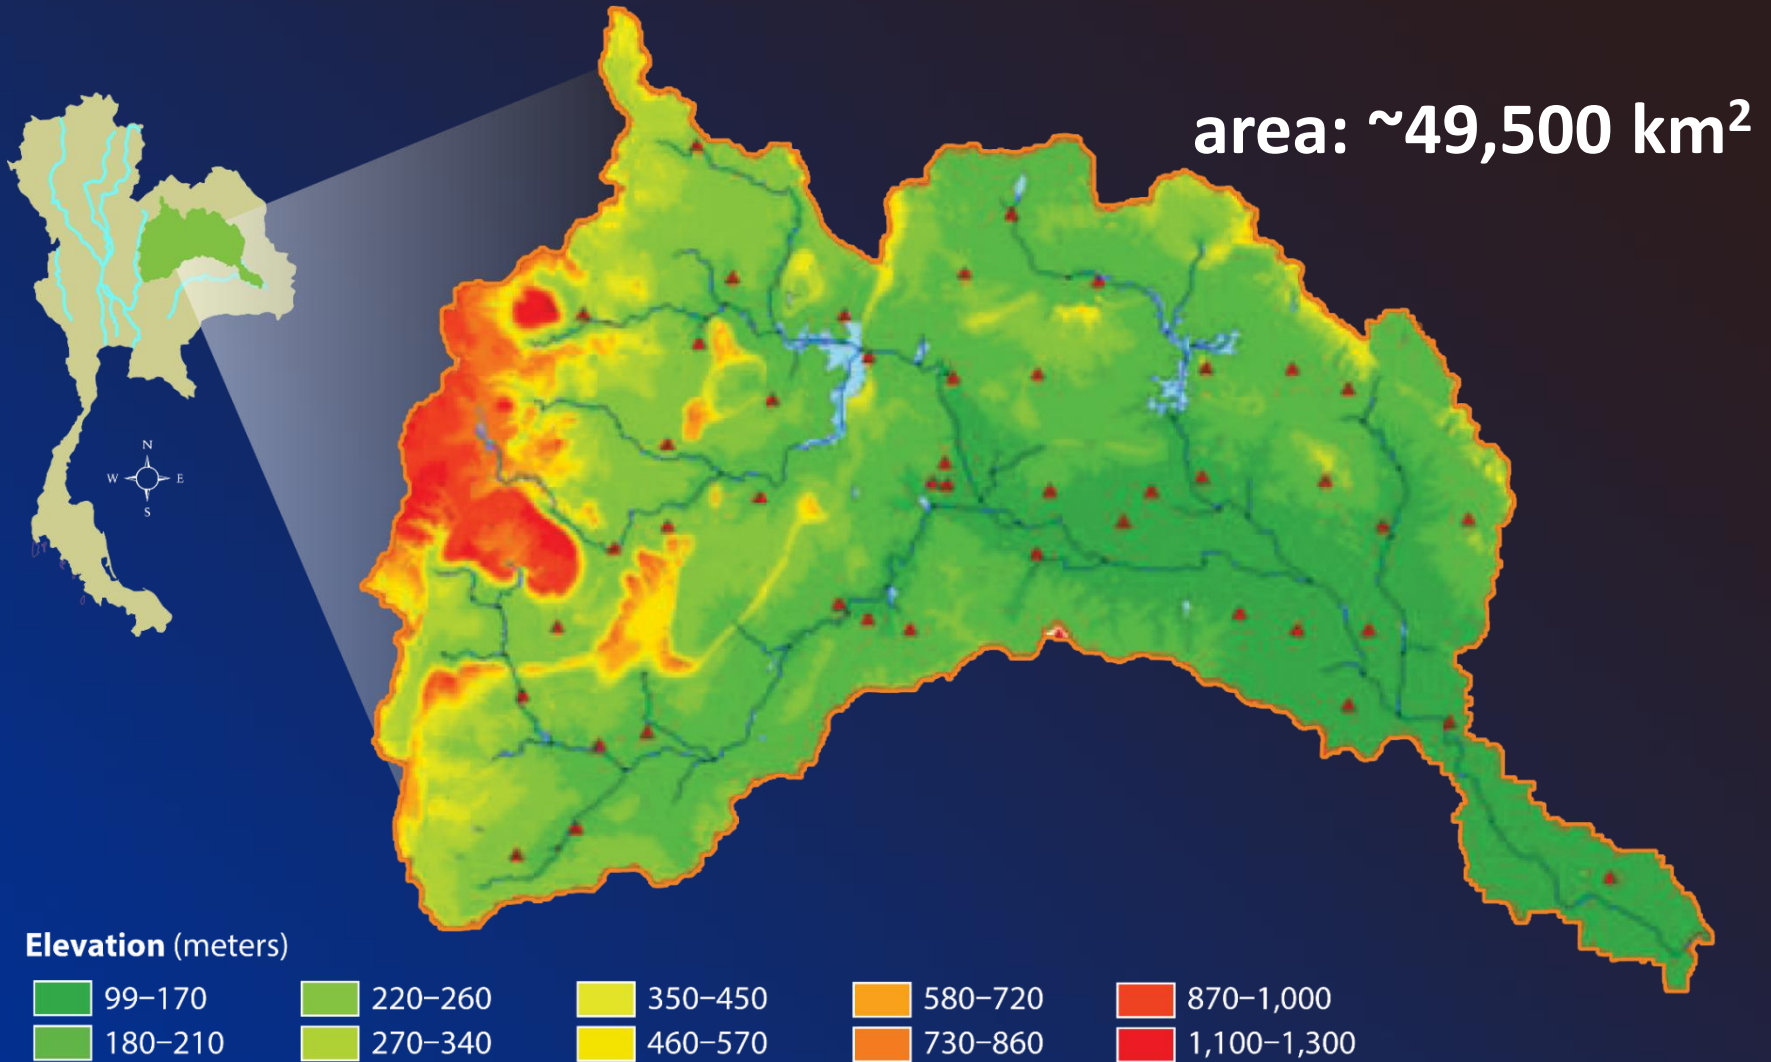 area: ~49,500 km²
N
W E
S
Elevation (meters)
99–170
220–260
350–450
580–720
870–1,000
180–210
270–340
460–570
730–860
1,100–1,300